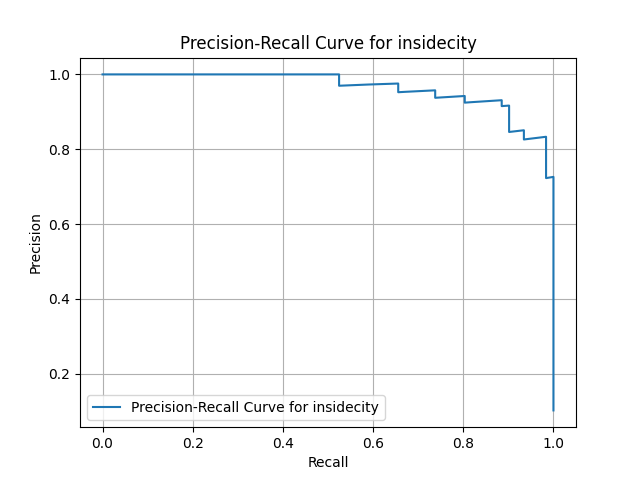 Precision-Recall Curve for insidecity
1.0
0.8
0.6
0.4
0.2
Precision
Precision-Recall Curve for insidecity
0.0 0.2 0.4 0.6 0.8 1.0
Recall